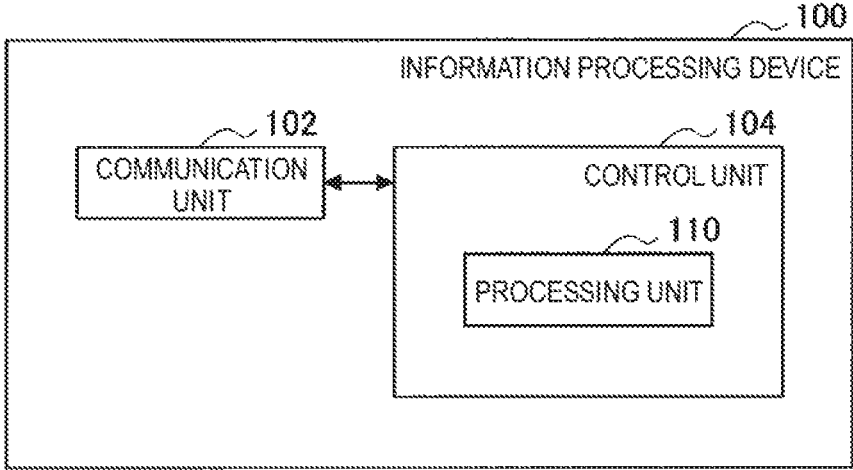 100
INFORMATION PROCESSING DEVICE
102
COMMUNICATION
UNIT
104
CONTROL UNIT
110
PROCESSING UNIT